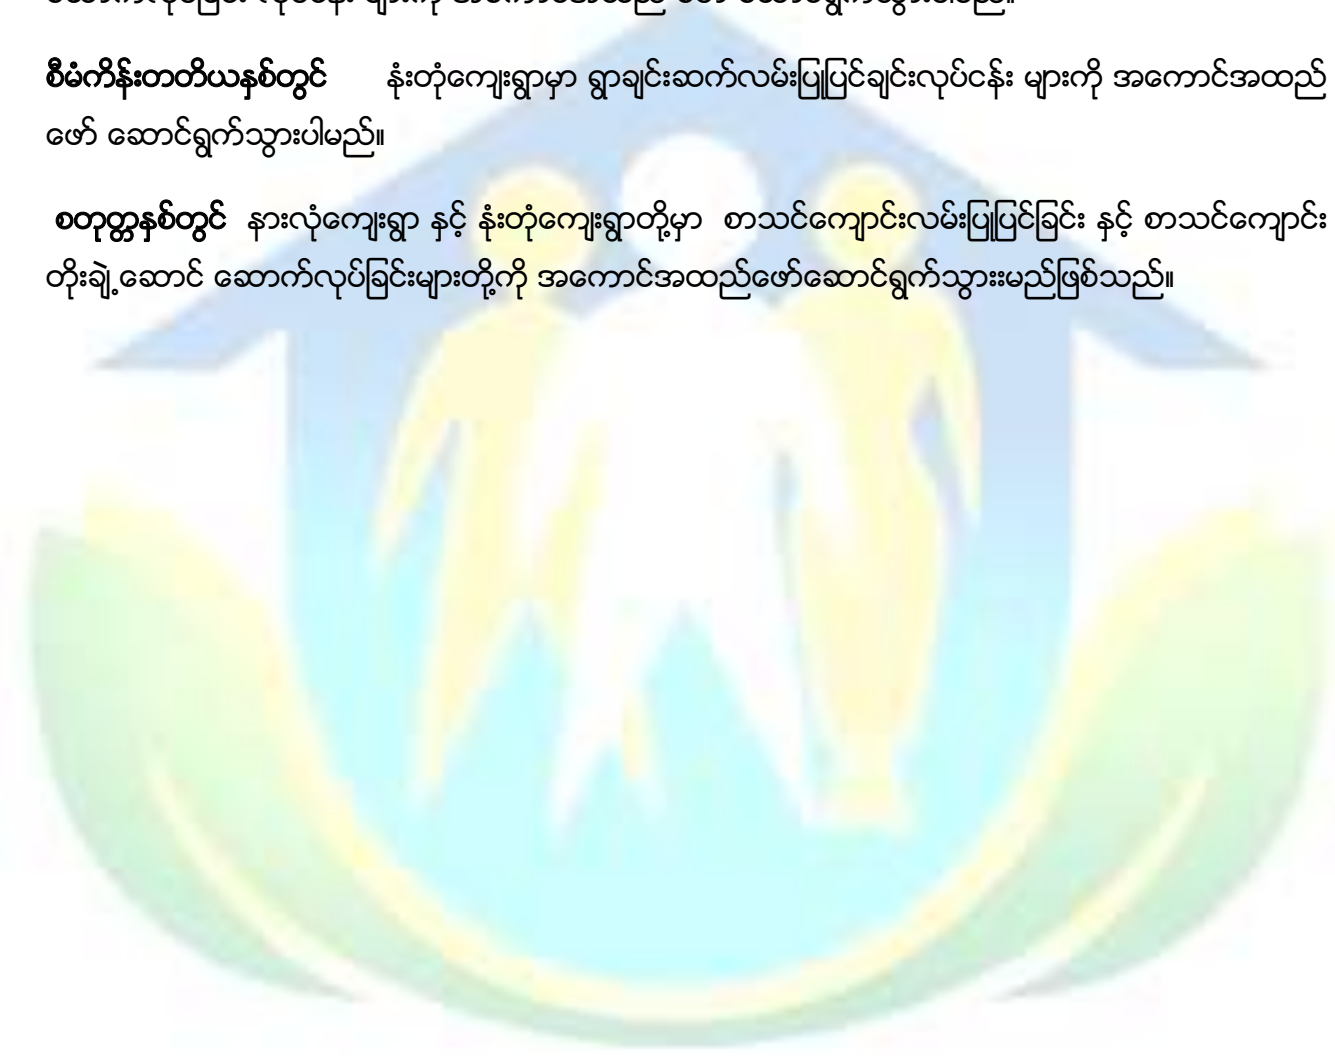 စီမံကိန်းတတိယနှစ်တွင် နံးတုံကျေးရွာမှာ ရွာချင်းဆက်လမ်းပြုပြင်ချင်းလုပ်ငန်း များကို အကောင်အထည်
ဖော် ဆောင်ရွက်သွားပါမည်။
စတုတ္တနှစ်တွင် နားလုံကျေးရွာ နှင့် နံးတုံကျေးရွာတို့မှာ စာသင်ကျောင်းလမ်းပြုပြင်ခြင်း နှင့် စာသင်ကျောင်း
တိုးချဲ့ဆောင် ဆောက်လုပ်ခြင်းများတို့ကို အကောင်အထည်ဖော်ဆောင်ရွက်သွားးမည်ဖြစ်သည်။